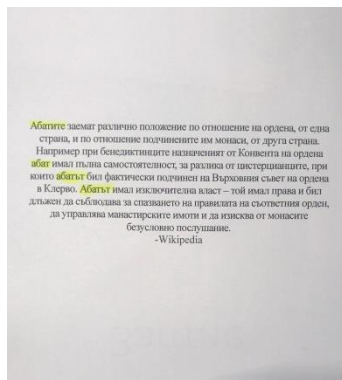 Абатите заемат различно положение по отношение на ордена, от една
страна, и по отношение подчинените им монаси, от друга страна.
Например при бенедиктинците назначеният от Конвента на ордена
абат имал пълна самостоятелност, за разлика от цистерцианците, при
които абатът бил фактически подчинен на Върховния съвет на ордена
в Клерво. Абатът имал изключителна власт – той имал права и бил
длъжен да съблюдава за спазването на правилата на съответния орден,
да управлява манастирските имоти и да изисква от монасите
безусловно послушание.
-Wikipedia